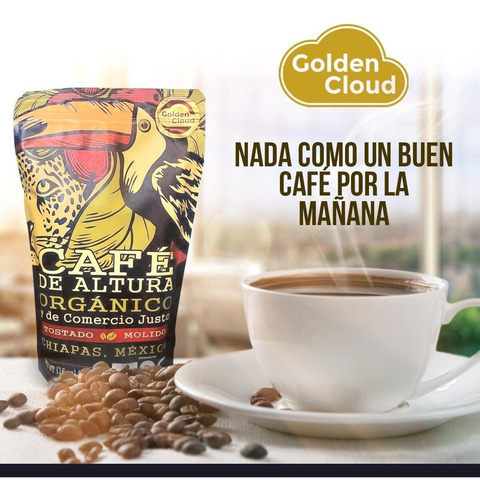 Golden
Cloud
NADA COMO UN BUEN
CAFÉ POR LA
MAÑANA
Golden
Cloud
CAFÉ
DE ALTURA
ORGÁNICO
y de Comercio Justo
TOSTADO MOLIDO
CHIAPAS, MÉXICO